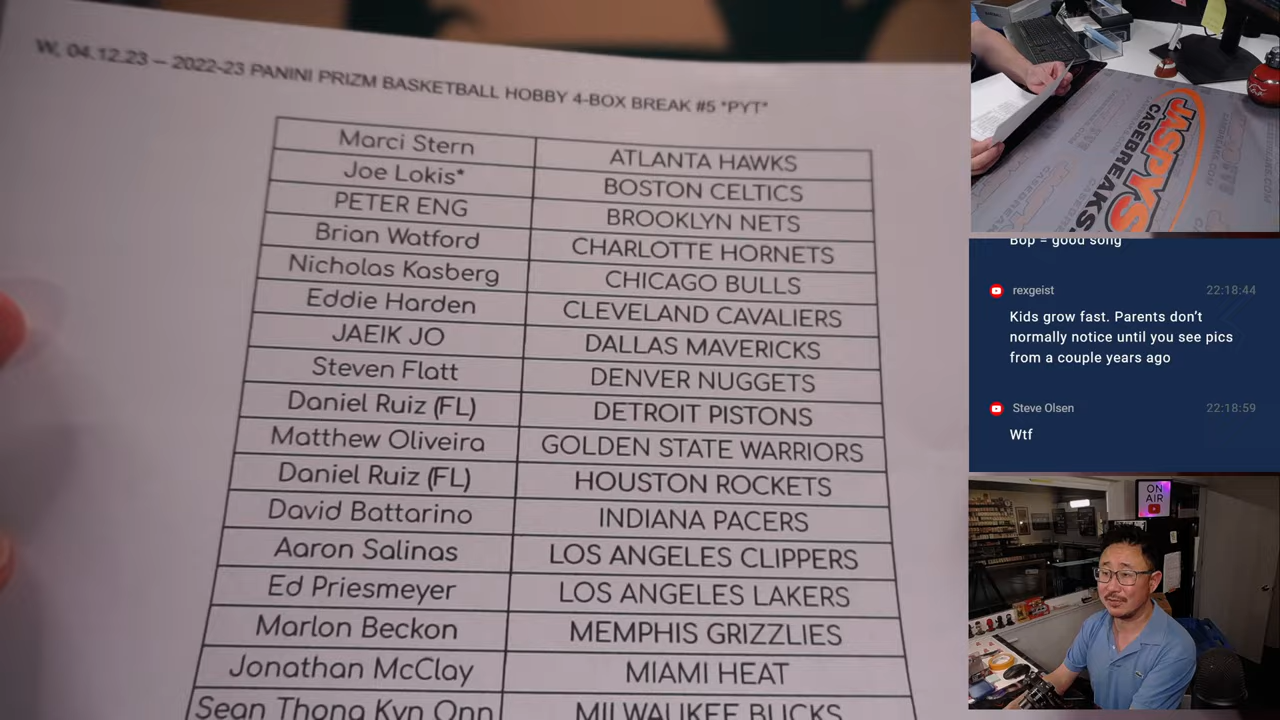 W, 04.12.23 – 2022-23 PANINI PRIZM BASKETBALL HOBBY 4-BOX BREAK #5 *PYT*
Marci Stern ATLANTA HAWKS
Joe Lokis* BOSTON CELTICS
PETER ENG BROOKLYN NETS
Brian Watford CHARLOTTE HORNETS
Nicholas Kasberg CHICAGO BULLS
Eddie Harden CLEVELAND CAVALIERS
JAEIK JO DALLAS MAVERICKS
Steven Flatt DENVER NUGGETS
Daniel Ruiz (FL) DETROIT PISTONS
Matthew Oliveira GOLDEN STATE WARRIORS
Daniel Ruiz (FL) HOUSTON ROCKETS
David Battarino INDIANA PACERS
Aaron Salinas LOS ANGELES CLIPPERS
Ed Priesmeyer LOS ANGELES LAKERS
Marlon Beckon MEMPHIS GRIZZLIES
Jonathan McClay MIAMI HEAT
Sean Thong Kyn Onn MILWAUKEE BUCKS
JASPYS
CASEBREAKS
Bop = good song
rexgeist 22:18:44
Kids grow fast. Parents don't
normally notice until you see pics
from a couple years ago
Steve Olsen 22:18:59
Wtf
ON
AIR